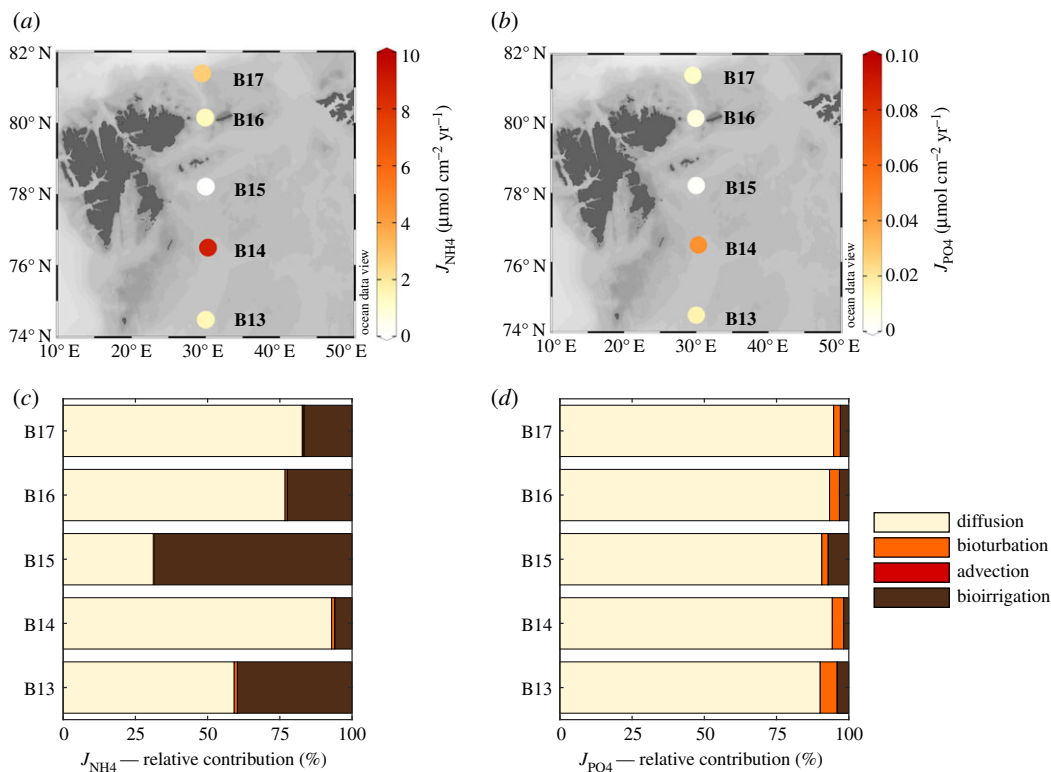 (a)
82° N
80° N
78° N
76° N
74° N
10° E
20° E
30° E
40° E
50° E
B17
B16
B15
B14
B13
ocean data view
10
8
6
4
2
0
J_NH4 (µmol cm⁻² yr⁻¹)
(b)
82° N
80° N
78° N
76° N
74° N
10° E
20° E
30° E
40° E
50° E
B17
B16
B15
B14
B13
ocean data view
0.10
0.08
0.06
0.04
0.02
0
J_PO4 (µmol cm⁻² yr⁻¹)
(c)
B17
B16
B15
B14
B13
0
25
50
75
100
J_NH4 — relative contribution (%)
(d)
B17
B16
B15
B14
B13
0
25
50
75
100
J_PO4 — relative contribution (%)
diffusion
bioturbation
advection
bioirrigation